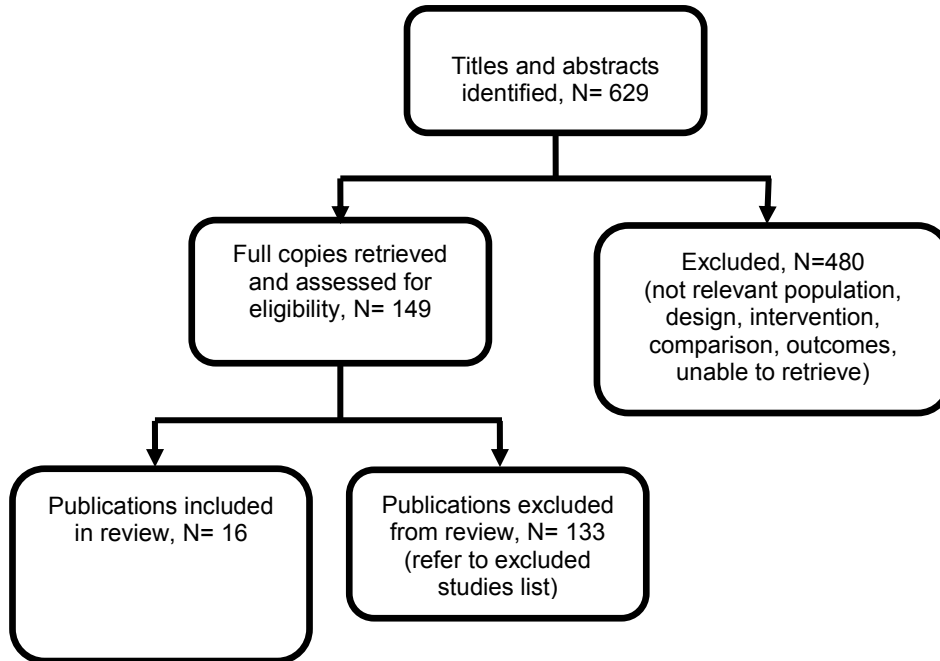 Titles and abstracts
identified, N= 629
Full copies retrieved
and assessed for
eligibility, N= 149
Excluded, N=480
(not relevant population,
design, intervention,
comparison, outcomes,
unable to retrieve)
Publications included
in review, N= 16
Publications excluded
from review, N= 133
(refer to excluded
studies list)